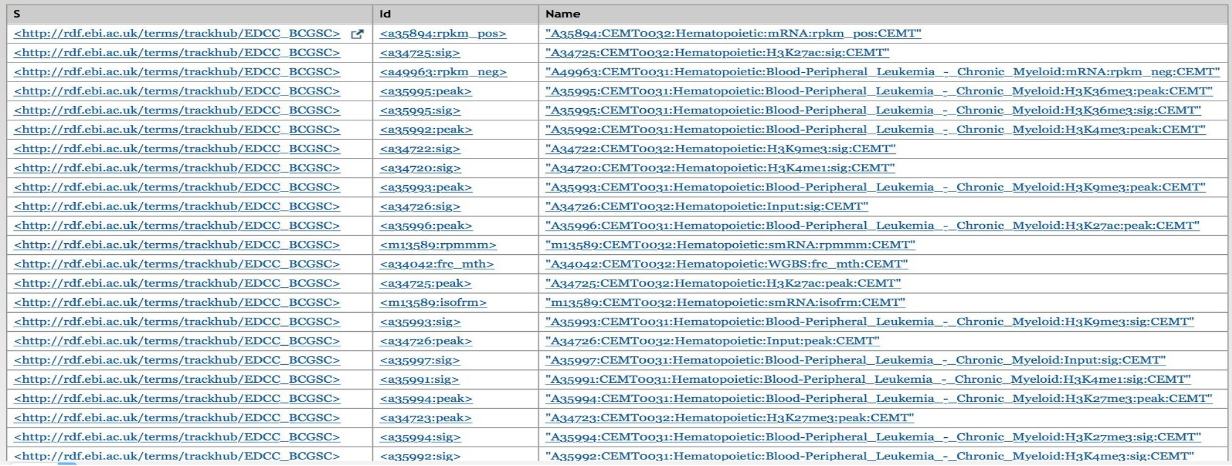 S Id Name
<http://rdf.ebi.ac.uk/terms/trackhub/EDCC_BCGSC> <a35894:rpkm_pos> "A35894:CEMT0032:Hematopoietic:mRNA:rpkm_pos:CEMT"
<http://rdf.ebi.ac.uk/terms/trackhub/EDCC_BCGSC> <a34725:sig> "A34725:CEMT0032:Hematopoietic:H3K27ac:sig:CEMT"
<http://rdf.ebi.ac.uk/terms/trackhub/EDCC_BCGSC> <a49963:rpkm_neg> "A49963:CEMT0031:Hematopoietic:Blood-Peripheral_Leukemia_-_Chronic_Myeloid:mRNA:rpkm_neg:CEMT"
<http://rdf.ebi.ac.uk/terms/trackhub/EDCC_BCGSC> <a35995:peak> "A35995:CEMT0031:Hematopoietic:Blood-Peripheral_Leukemia_-_Chronic_Myeloid:H3K36me3:peak:CEMT"
<http://rdf.ebi.ac.uk/terms/trackhub/EDCC_BCGSC> <a35995:sig> "A35995:CEMT0031:Hematopoietic:Blood-Peripheral_Leukemia_-_Chronic_Myeloid:H3K36me3:sig:CEMT"
<http://rdf.ebi.ac.uk/terms/trackhub/EDCC_BCGSC> <a35992:peak> "A35992:CEMT0031:Hematopoietic:Blood-Peripheral_Leukemia_-_Chronic_Myeloid:H3K4me3:peak:CEMT"
<http://rdf.ebi.ac.uk/terms/trackhub/EDCC_BCGSC> <a34722:sig> "A34722:CEMT0032:Hematopoietic:H3K9me3:sig:CEMT"
<http://rdf.ebi.ac.uk/terms/trackhub/EDCC_BCGSC> <a34720:sig> "A34720:CEMT0032:Hematopoietic:H3K4me1:sig:CEMT"
<http://rdf.ebi.ac.uk/terms/trackhub/EDCC_BCGSC> <a35993:peak> "A35993:CEMT0031:Hematopoietic:Blood-Peripheral_Leukemia_-_Chronic_Myeloid:H3K9me3:peak:CEMT"
<http://rdf.ebi.ac.uk/terms/trackhub/EDCC_BCGSC> <a34726:sig> "A34726:CEMT0032:Hematopoietic:Input:sig:CEMT"
<http://rdf.ebi.ac.uk/terms/trackhub/EDCC_BCGSC> <a35996:peak> "A35996:CEMT0031:Hematopoietic:Blood-Peripheral_Leukemia_-_Chronic_Myeloid:H3K27ac:peak:CEMT"
<http://rdf.ebi.ac.uk/terms/trackhub/EDCC_BCGSC> <m13589:rpmmm> "m13589:CEMT0032:Hematopoietic:smRNA:rpmmm:CEMT"
<http://rdf.ebi.ac.uk/terms/trackhub/EDCC_BCGSC> <a34042:frc_mth> "A34042:CEMT0032:Hematopoietic:WGBS:frc_mth:CEMT"
<http://rdf.ebi.ac.uk/terms/trackhub/EDCC_BCGSC> <a34725:peak> "A34725:CEMT0032:Hematopoietic:H3K27ac:peak:CEMT"
<http://rdf.ebi.ac.uk/terms/trackhub/EDCC_BCGSC> <m13589:isofrm> "m13589:CEMT0032:Hematopoietic:smRNA:isofrm:CEMT"
<http://rdf.ebi.ac.uk/terms/trackhub/EDCC_BCGSC> <a35993:sig> "A35993:CEMT0031:Hematopoietic:Blood-Peripheral_Leukemia_-_Chronic_Myeloid:H3K9me3:sig:CEMT"
<http://rdf.ebi.ac.uk/terms/trackhub/EDCC_BCGSC> <a34726:peak> "A34726:CEMT0032:Hematopoietic:Input:peak:CEMT"
<http://rdf.ebi.ac.uk/terms/trackhub/EDCC_BCGSC> <a35997:sig> "A35997:CEMT0031:Hematopoietic:Blood-Peripheral_Leukemia_-_Chronic_Myeloid:Input:sig:CEMT"
<http://rdf.ebi.ac.uk/terms/trackhub/EDCC_BCGSC> <a35991:sig> "A35991:CEMT0031:Hematopoietic:Blood-Peripheral_Leukemia_-_Chronic_Myeloid:H3K4me1:sig:CEMT"
<http://rdf.ebi.ac.uk/terms/trackhub/EDCC_BCGSC> <a35994:peak> "A35994:CEMT0031:Hematopoietic:Blood-Peripheral_Leukemia_-_Chronic_Myeloid:H3K27me3:peak:CEMT"
<http://rdf.ebi.ac.uk/terms/trackhub/EDCC_BCGSC> <a34723:peak> "A34723:CEMT0032:Hematopoietic:H3K27me3:peak:CEMT"
<http://rdf.ebi.ac.uk/terms/trackhub/EDCC_BCGSC> <a35994:sig> "A35994:CEMT0031:Hematopoietic:Blood-Peripheral_Leukemia_-_Chronic_Myeloid:H3K27me3:sig:CEMT"
<http://rdf.ebi.ac.uk/terms/trackhub/EDCC_BCGSC> <a35992:sig> "A35992:CEMT0031:Hematopoietic:Blood-Peripheral_Leukemia_-_Chronic_Myeloid:H3K4me3:sig:CEMT"